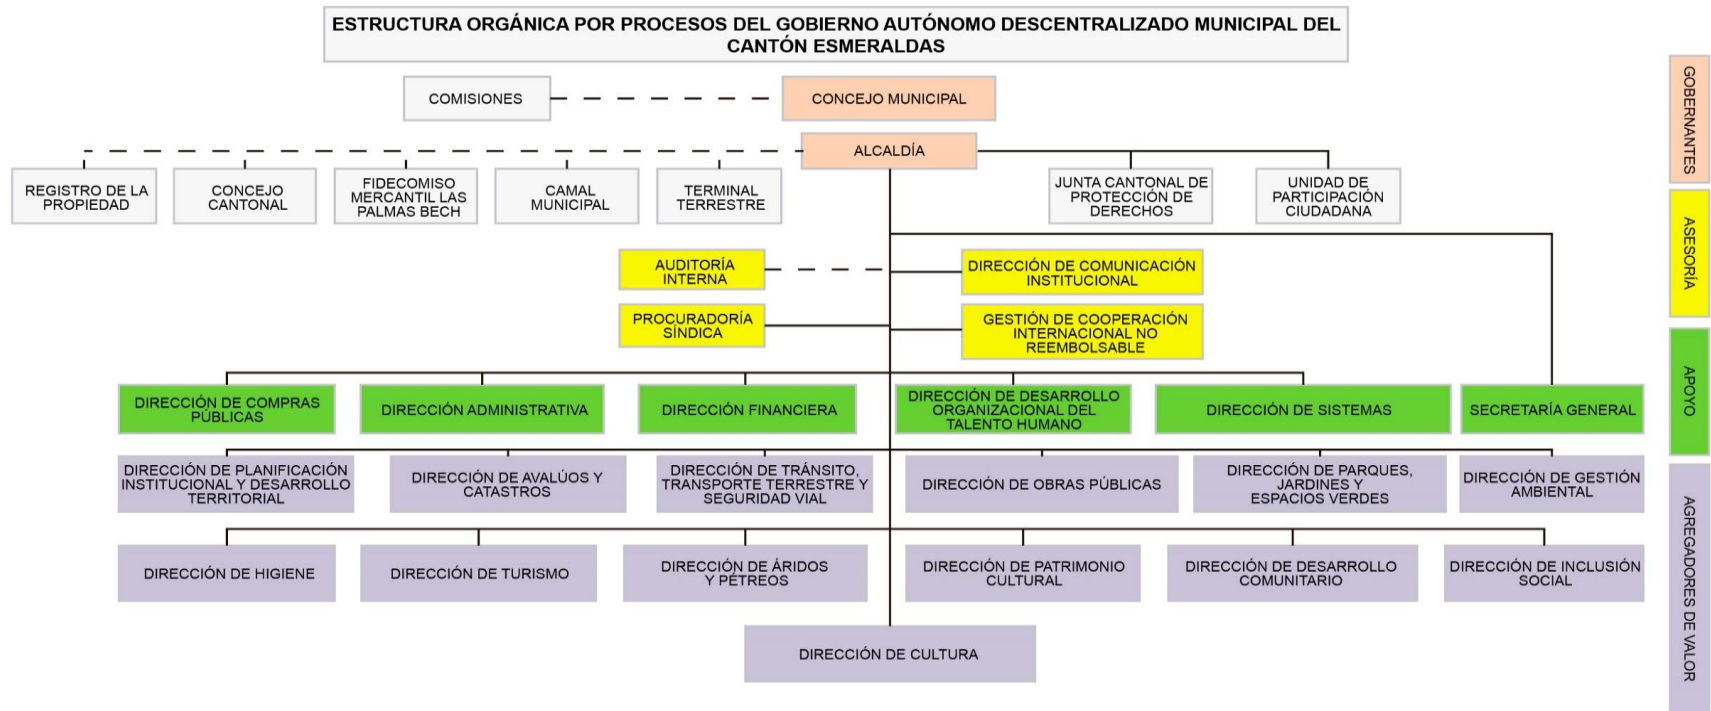 ESTRUCTURA ORGÁNICA POR PROCESOS DEL GOBIERNO AUTÓNOMO DESCENTRALIZADO MUNICIPAL DEL
CANTÓN ESMERALDAS
COMISIONES
CONCEJO MUNICIPAL
ALCALDÍA
REGISTRO DE LA
PROPIEDAD
CONCEJO
CANTONAL
FIDECOMISO
MERCANTIL LAS
PALMAS BECH
CAMAL
MUNICIPAL
TERMINAL
TERRESTRE
JUNTA CANTONAL DE
PROTECCIÓN DE
DERECHOS
UNIDAD DE
PARTICIPACIÓN
CIUDADANA
GOBERNANTES
AUDITORÍA
INTERNA
DIRECCIÓN DE COMUNICACIÓN
INSTITUCIONAL
PROCURADORÍA
SÍNDICA
GESTIÓN DE COOPERACIÓN
INTERNACIONAL NO
REEMBOLSABLE
ASESORÍA
DIRECCIÓN DE COMPRAS
PÚBLICAS
DIRECCIÓN ADMINISTRATIVA
DIRECCIÓN FINANCIERA
DIRECCIÓN DE DESARROLLO
ORGANIZACIONAL DEL
TALENTO HUMANO
DIRECCIÓN DE SISTEMAS
SECRETARÍA GENERAL
APOYO
DIRECCIÓN DE PLANIFICACIÓN
INSTITUCIONAL Y DESARROLLO
TERRITORIAL
DIRECCIÓN DE AVALÚOS Y
CATASTROS
DIRECCIÓN DE TRÁNSITO,
TRANSPORTE TERRESTRE Y
SEGURIDAD VIAL
DIRECCIÓN DE OBRAS PÚBLICAS
DIRECCIÓN DE PARQUES,
JARDINES Y
ESPACIOS VERDES
DIRECCIÓN DE GESTIÓN
AMBIENTAL
DIRECCIÓN DE HIGIENE
DIRECCIÓN DE TURISMO
DIRECCIÓN DE ÁRIDOS
Y PÉTREOS
DIRECCIÓN DE PATRIMONIO
CULTURAL
DIRECCIÓN DE DESARROLLO
COMUNITARIO
DIRECCIÓN DE INCLUSIÓN
SOCIAL
DIRECCIÓN DE CULTURA
AGREGADORES DE VALOR